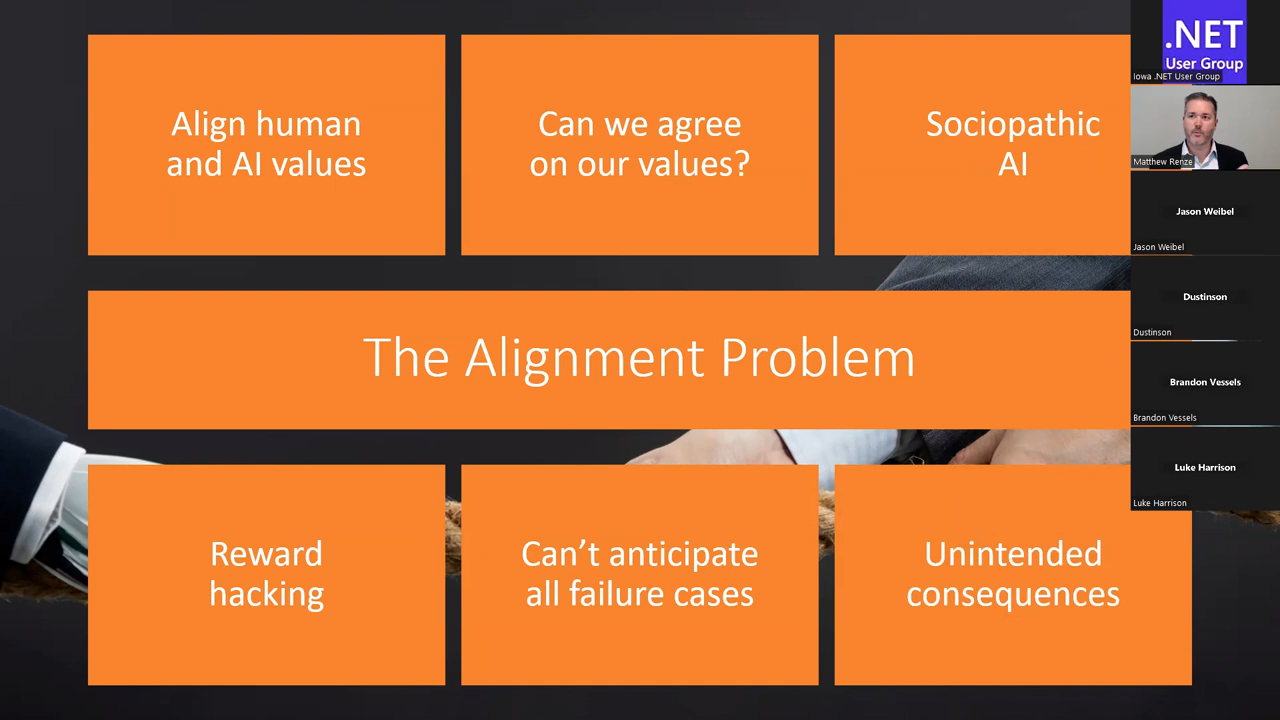 Align human
and AI values
Can we agree
on our values?
Sociopathic
AI
The Alignment Problem
Reward
hacking
Can’t anticipate
all failure cases
Unintended
consequences
.NET
User Group
Iowa .NET User Group
Matthew Renze
Jason Weibel
Jason Weibel
Dustinson
Dustinson
Brandon Vessels
Brandon Vessels
Luke Harrison
Luke Harrison